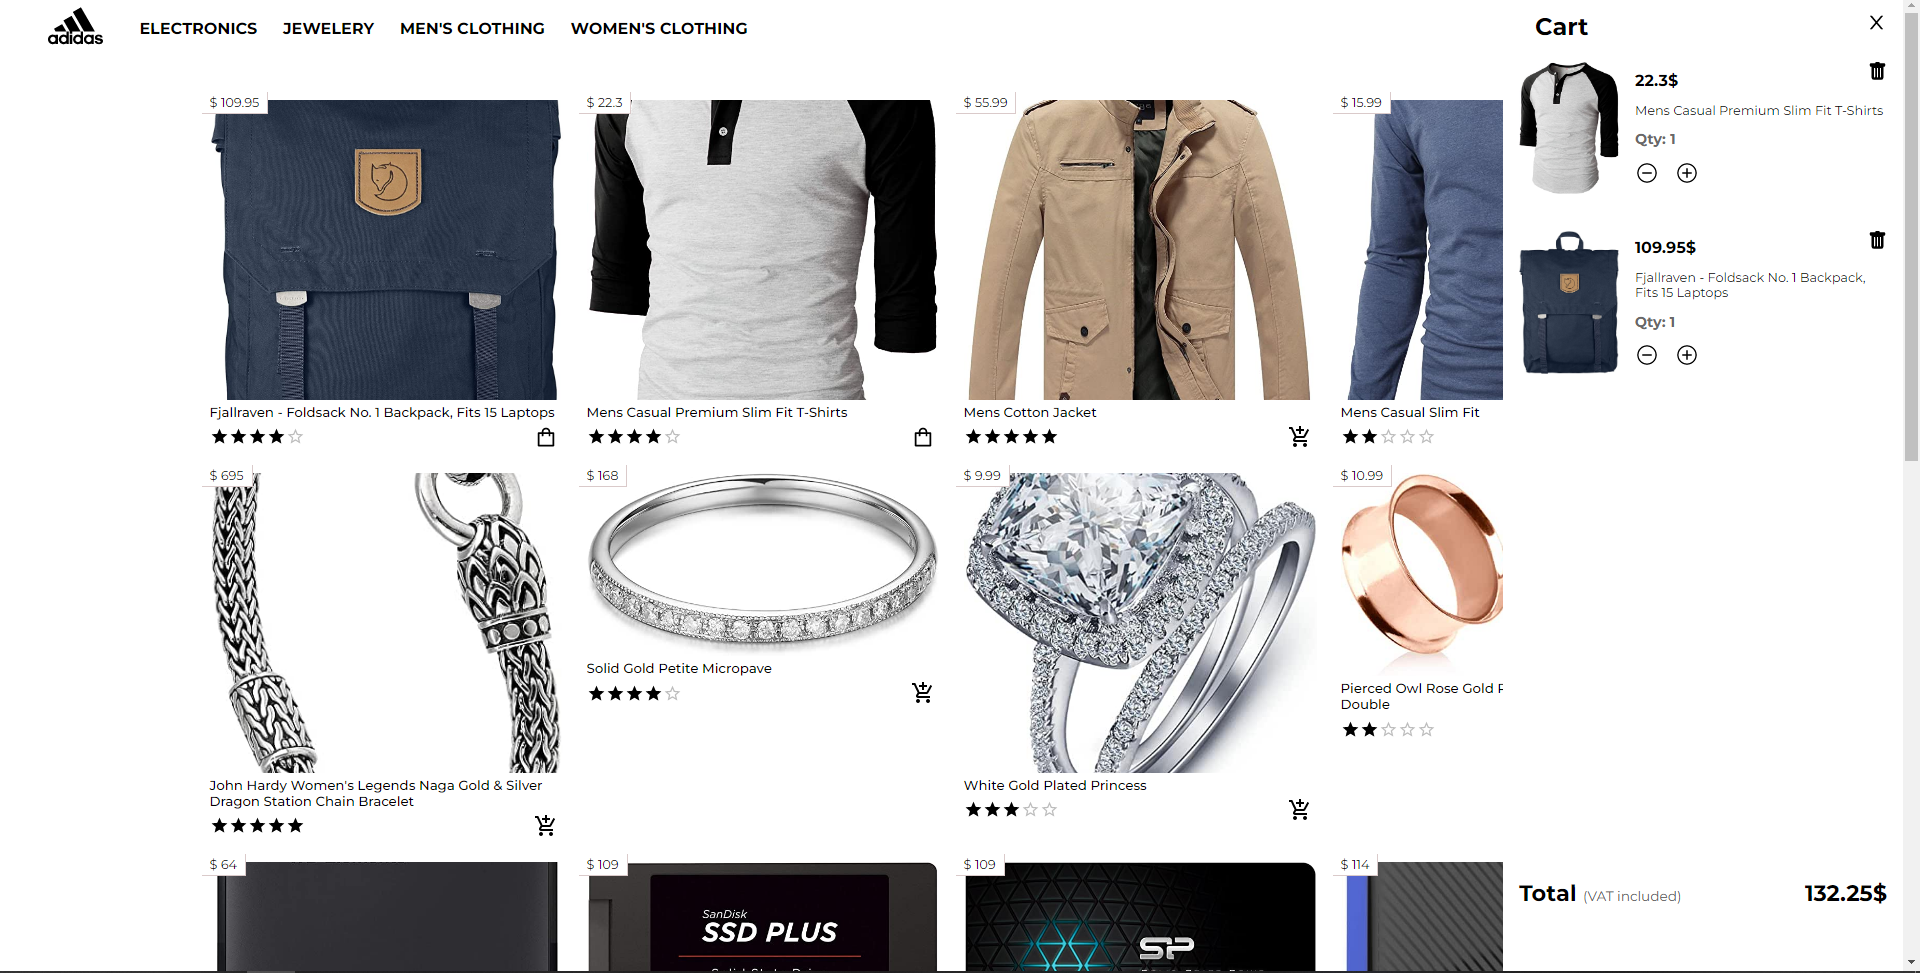 adidas
ELECTRONICS
JEWELERY
MEN'S CLOTHING
WOMEN'S CLOTHING
Cart
X
22.3$
Mens Casual Premium Slim Fit T-Shirts
Qty: 1
109.95$
Fjallraven - Foldsack No. 1 Backpack,
Fits 15 Laptops
Qty: 1
Total (VAT included)
132.25$
$ 109.95
Fjallraven - Foldsack No. 1 Backpack, Fits 15 Laptops
$ 22.3
Mens Casual Premium Slim Fit T-Shirts
$ 55.99
Mens Cotton Jacket
$ 15.99
Mens Casual Slim Fit
$ 695
John Hardy Women's Legends Naga Gold & Silver
Dragon Station Chain Bracelet
$ 168
Solid Gold Petite Micropave
$ 9.99
White Gold Plated Princess
$ 10.99
Pierced Owl Rose Gold
Double
$ 64
$ 109
SanDisk
SSD PLUS
$ 109
SP
$ 114